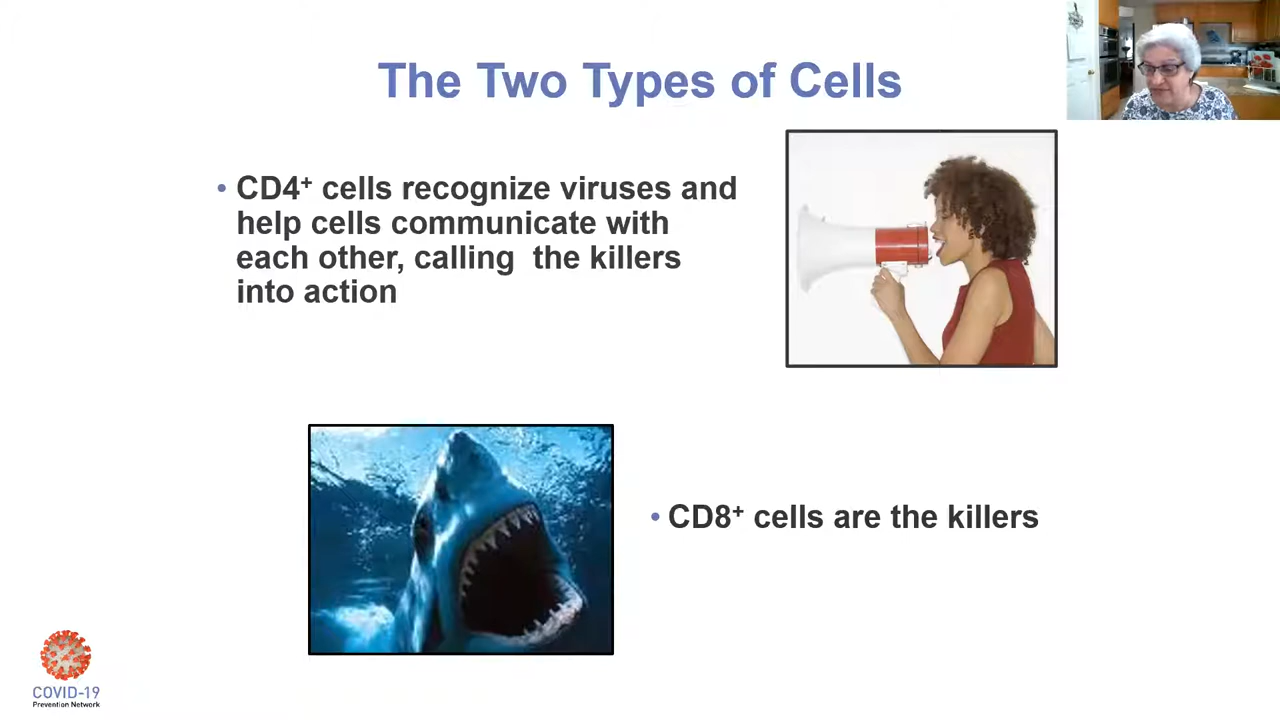 The Two Types of Cells
• CD4⁺ cells recognize viruses and
help cells communicate with
each other, calling  the killers
into action
• CD8⁺ cells are the killers
COVID-19
Prevention Network